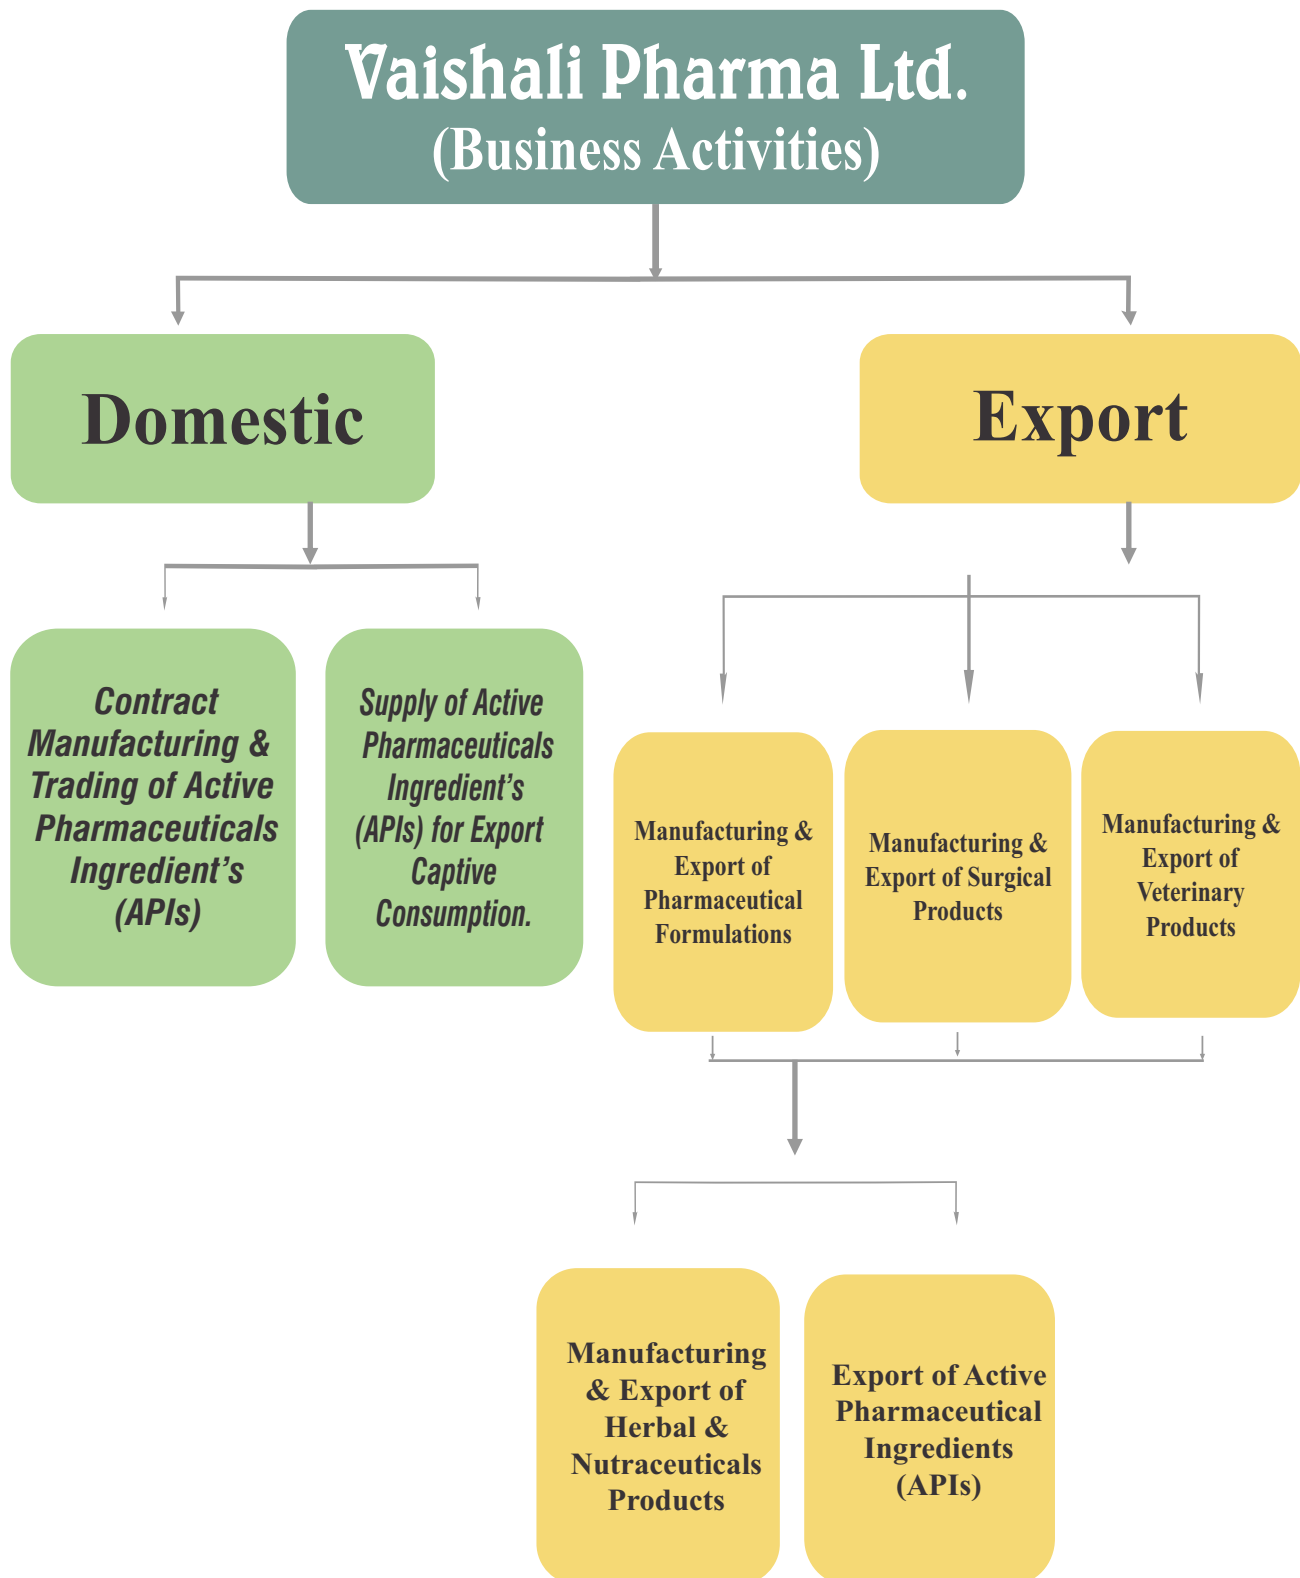 Vaishali Pharma Ltd.
(Business Activities)
Domestic
Export
Contract
Manufacturing &
Trading of Active
Pharmaceuticals
Ingredient’s
(APIs)
Supply of Active
Pharmaceuticals
Ingredient’s
(APIs) for Export
Captive
Consumption.
Manufacturing &
Export of
Pharmaceutical
Formulations
Manufacturing &
Export of Surgical
Products
Manufacturing &
Export of
Veterinary
Products
Manufacturing
& Export of
Herbal &
Nutraceuticals
Products
Export of Active
Pharmaceutical
Ingredients
(APIs)